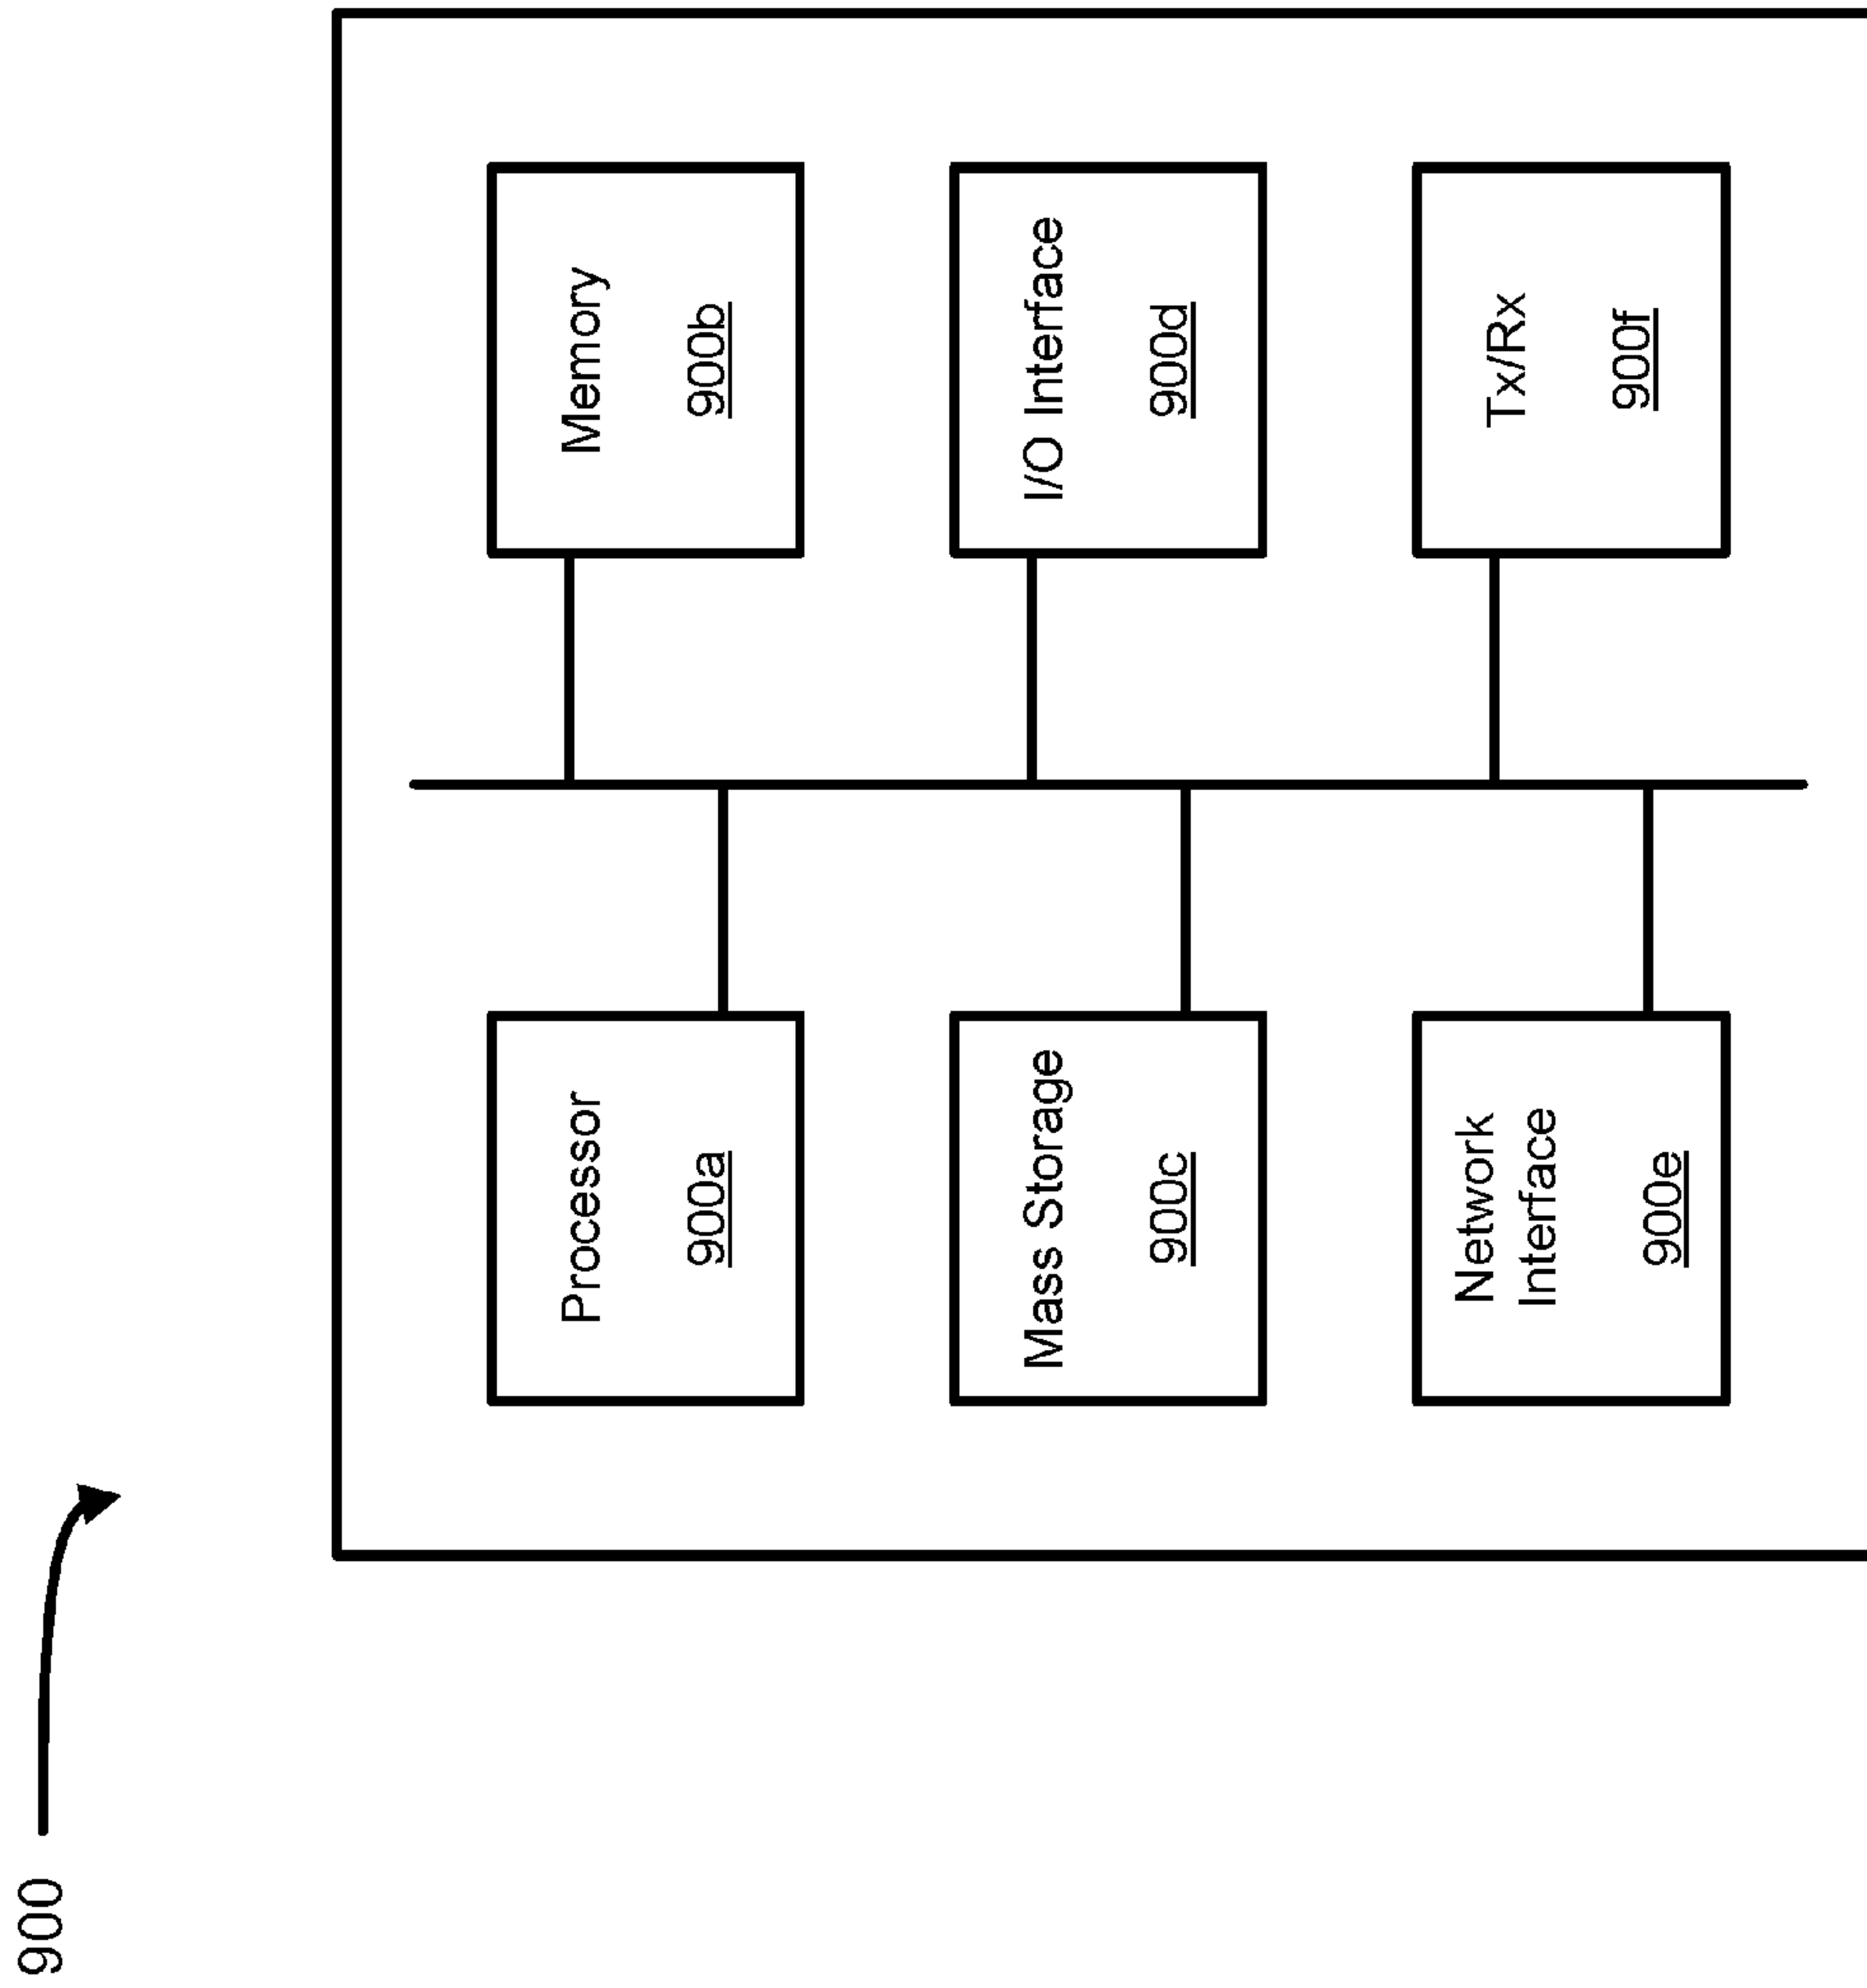 900
Processor
900a
Memory
900b
Mass Storage
900c
I/O Interface
900d
Network
Interface
900e
Tx/Rx
900f